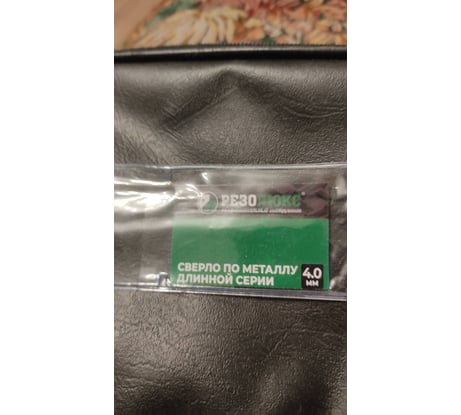 РЕЗОЛЮКС
СВЕРЛО ПО МЕТАЛЛУ
ДЛИННОЙ СЕРИИ
4.0
ММ